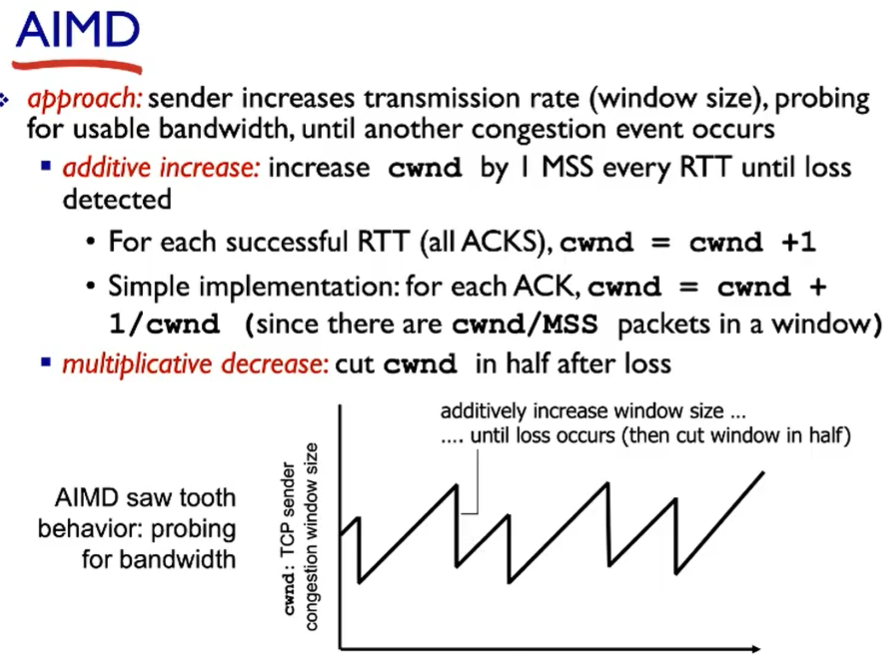 AIMD
approach: sender increases transmission rate (window size), probing
for usable bandwidth, until another congestion event occurs
additive increase: increase cwnd by 1 MSS every RTT until loss
detected
• For each successful RTT (all ACKS), cwnd = cwnd +1
• Simple implementation: for each ACK, cwnd = cwnd +
1/cwnd (since there are cwnd/MSS packets in a window)
multiplicative decrease: cut cwnd in half after loss
additively increase window size ...
.... until loss occurs (then cut window in half)
AIMD saw tooth
behavior: probing
for bandwidth
cwnd: TCP sender
congestion window size